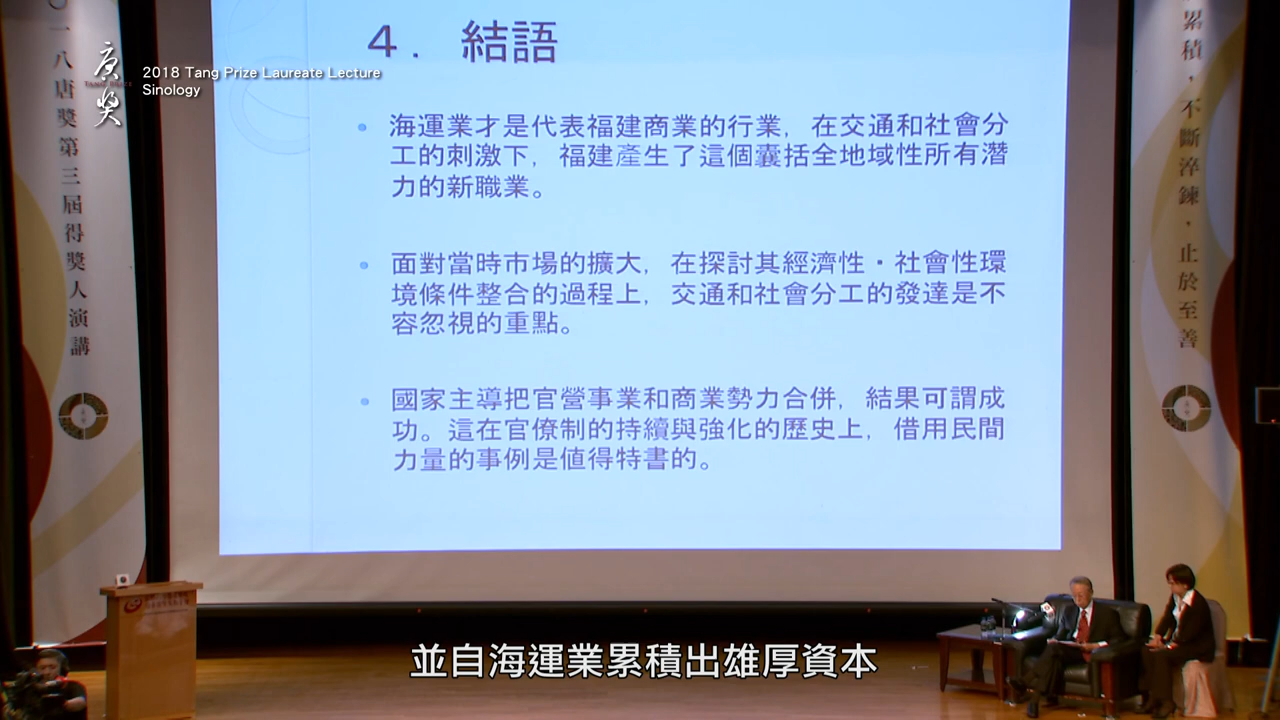 4. 結語
唐獎
2018 Tang Prize Laureate Lecture
Sinology
•海運業才是代表福建商業的行業，在交通和社會分
工的刺激下，福建產生了這個囊括全地域性所有潛
力的新職業。
•面對當時市場的擴大，在探討其經濟性・社會性環
境條件整合的過程上，交通和社會分工的發達是不
容忽視的重點。
•國家主導把官營事業和商業勢力合併，結果可謂成
功。這在官僚制的持續與強化的歷史上，借用民間
力量的事例是値得特書的。
一八唐獎第三屆得獎人演講
累積，不斷淬鍊，止於至善
並自海運業累積出雄厚資本